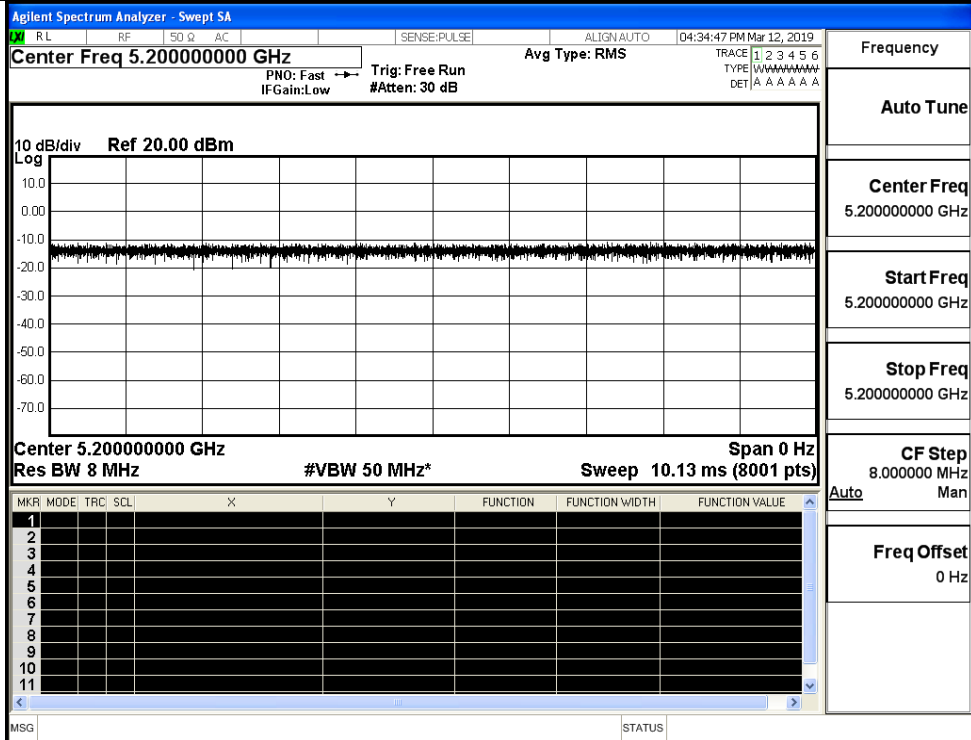 Agilent Spectrum Analyzer - Swept SA
LXI RL RF 50 Ω AC SENSE:PULSE ALIGN AUTO 04:34:47 PM Mar 12, 2019
Center Freq 5.200000000 GHz
PNO: Fast
IFGain:Low
Trig: Free Run
#Atten: 30 dB
Avg Type: RMS
TRACE 1 2 3 4 5 6
TYPE WWWWWW
DET A A A A A A
10 dB/div
Log
Ref 20.00 dBm
10.0
0.00
-10.0
-20.0
-30.0
-40.0
-50.0
-60.0
-70.0
Center 5.200000000 GHz Span 0 Hz
Res BW 8 MHz #VBW 50 MHz* Sweep 10.13 ms (8001 pts)
MKR MODE TRC SCL X Y FUNCTION FUNCTION WIDTH FUNCTION VALUE
1
2
3
4
5
6
7
8
9
10
11
MSG STATUS
Frequency
Auto Tune
Center Freq
5.200000000 GHz
Start Freq
5.200000000 GHz
Stop Freq
5.200000000 GHz
CF Step
8.000000 MHz
Auto Man
Freq Offset
0 Hz